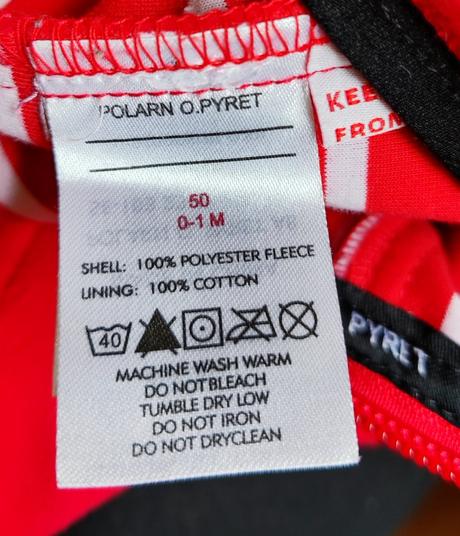 POLARN O.PYRET
50
0-1 M
SHELL: 100% POLYESTER FLEECE
LINING: 100% COTTON
40
MACHINE WASH WARM
DO NOT BLEACH
TUMBLE DRY LOW
DO NOT IRON
DO NOT DRYCLEAN
FROM
PYRET